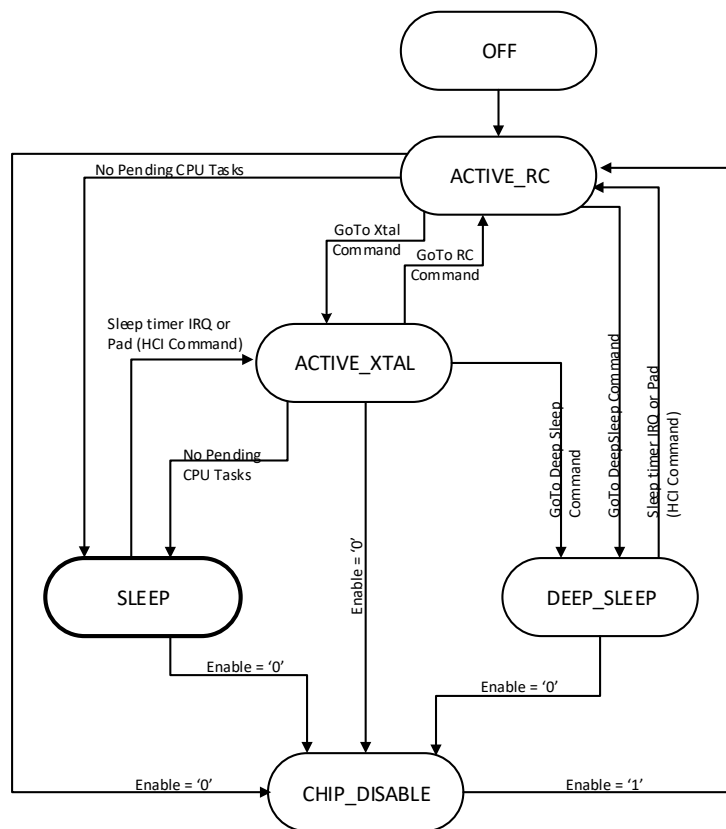 OFF
ACTIVE_RC
No Pending CPU Tasks
GoTo Xtal
Command
GoTo RC
Command
Sleep timer IRQ or
Pad (HCI Command)
ACTIVE_XTAL
No Pending
CPU Tasks
GoTo Deep Sleep
Command
GoTo DeepSleep Command
Sleep timer IRQ or Pad
(HCI Command)
Enable = ‘0’
SLEEP
DEEP_SLEEP
Enable = ‘0’
Enable = ‘0’
Enable = ‘0’
CHIP_DISABLE
Enable = ‘1’